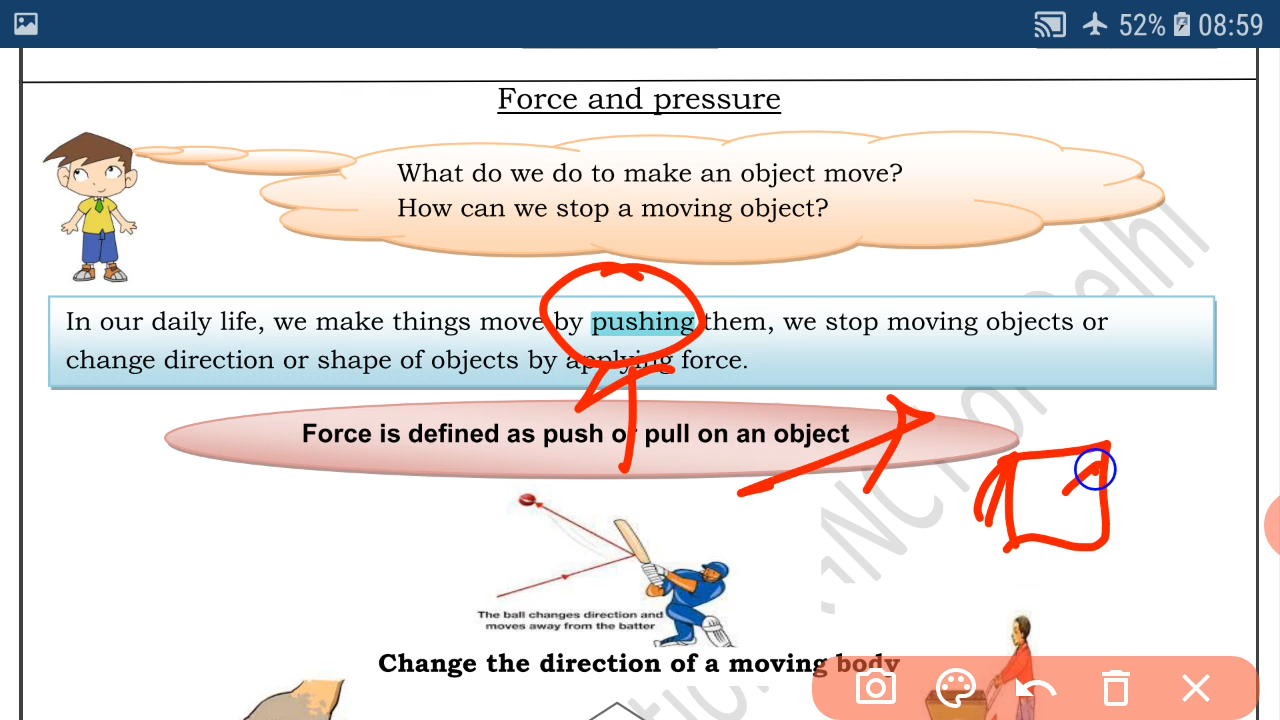 52% 08:59
Force and pressure
What do we do to make an object move?
How can we stop a moving object?
In our daily life, we make things move by pushing them, we stop moving objects or
change direction or shape of objects by applying force.
Force is defined as push or pull on an object
The ball changes direction and
moves away from the batter
Change the direction of a moving body